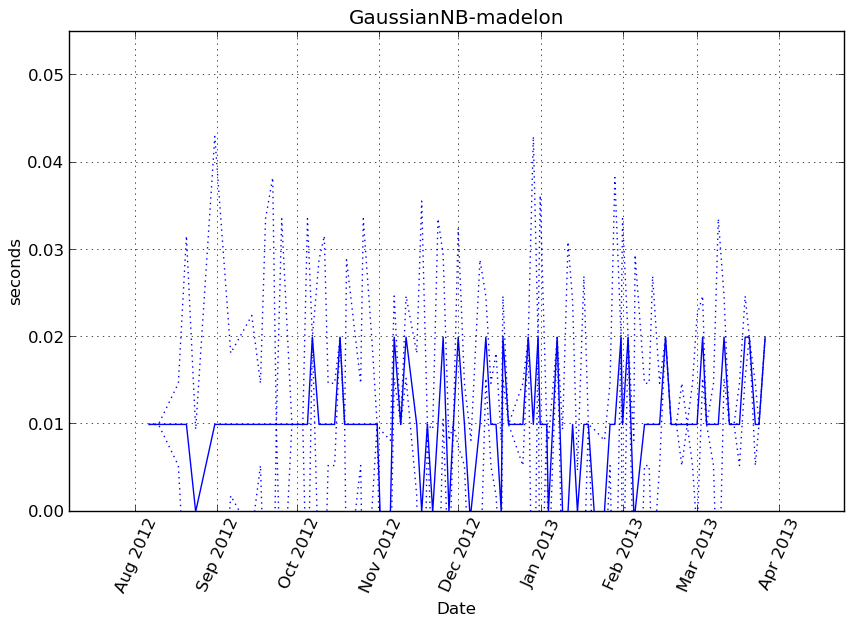 GaussianNB-madelon
0.05
0.04
0.03
0.02
0.01
0.00
seconds
Aug 2012
Sep 2012
Oct 2012
Nov 2012
Dec 2012
Jan 2013
Feb 2013
Mar 2013
Apr 2013
Date